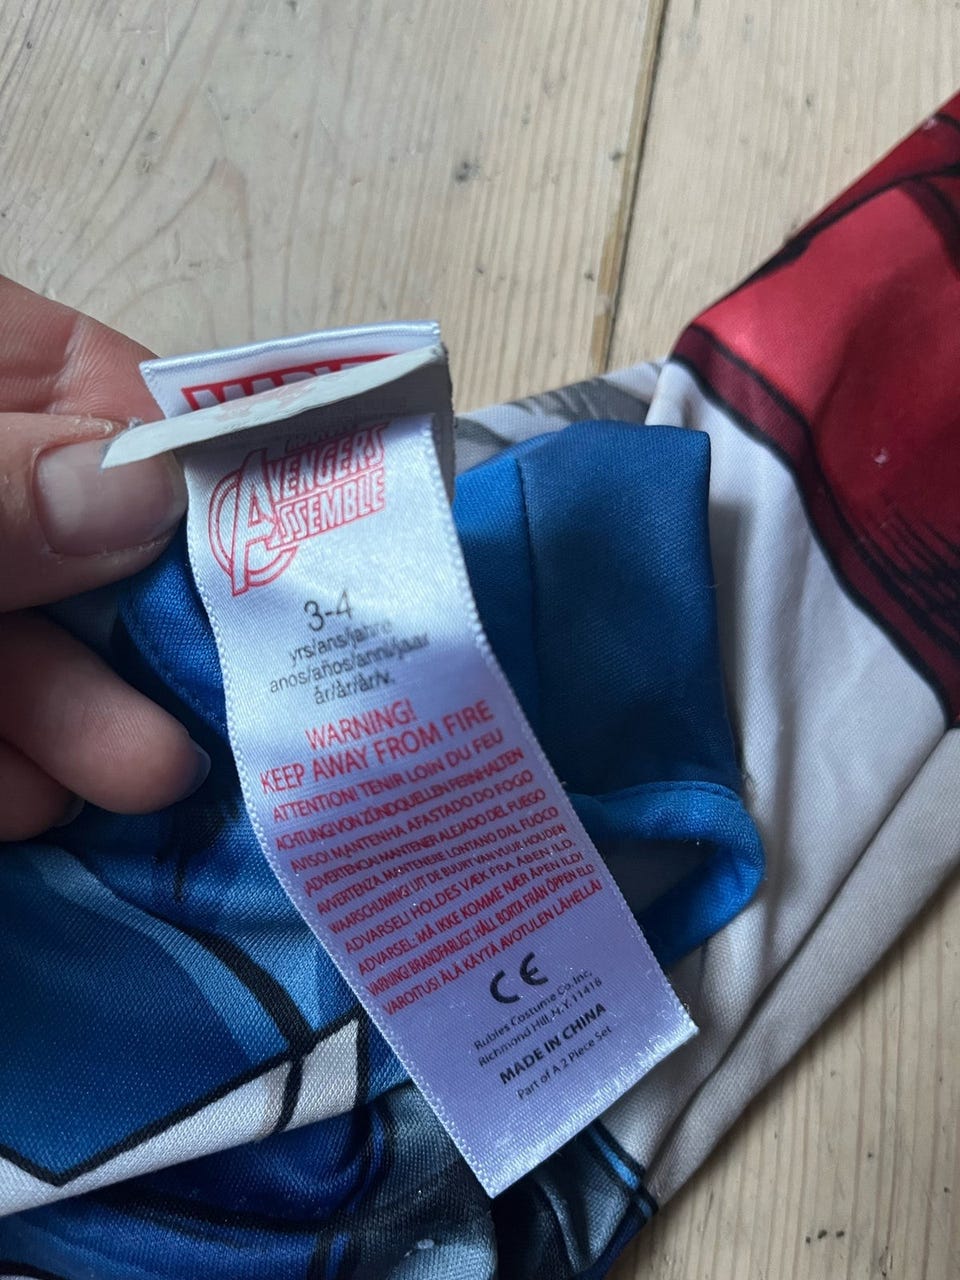 AVENGERS
ASSEMBLE
3-4
yrs/ans/jahre
anos/años/anni/jaar
år/år/år/v.
WARNING!
KEEP AWAY FROM FIRE
ATTENTION! TENIR LOIN DU FEU
ACHTUNG! VON ZÜNDQUELLEN FERNHALTEN
AVISO: MANTENHA AFASTADO DO FOGO
¡ADVERTENCIA! MANTENER ALEJADO DEL FUEGO
AVVERTENZA. MANTENERE LONTANO DAL FUOCO
WAARSCHUWING! UIT DE BUURT VAN VUUR HOUDEN
ADVARSEL! HOLDES VÆK FRA ÅBEN ILD.
ADVARSEL: MÅ IKKE KOMME NÆR ÅPEN ILD!
VARNING! BRANDFARLIGT. HÅLL BORTA FRÅN ÖPPEN ELD
VAROITUS! ÄLÄ KÄYTÄ AVOTULEN LÄHELLÄ!
CE
Rubies Costume Co. Inc.
Richmond Hill, N.Y. 11418
MADE IN CHINA
Part of A 2 Piece Set